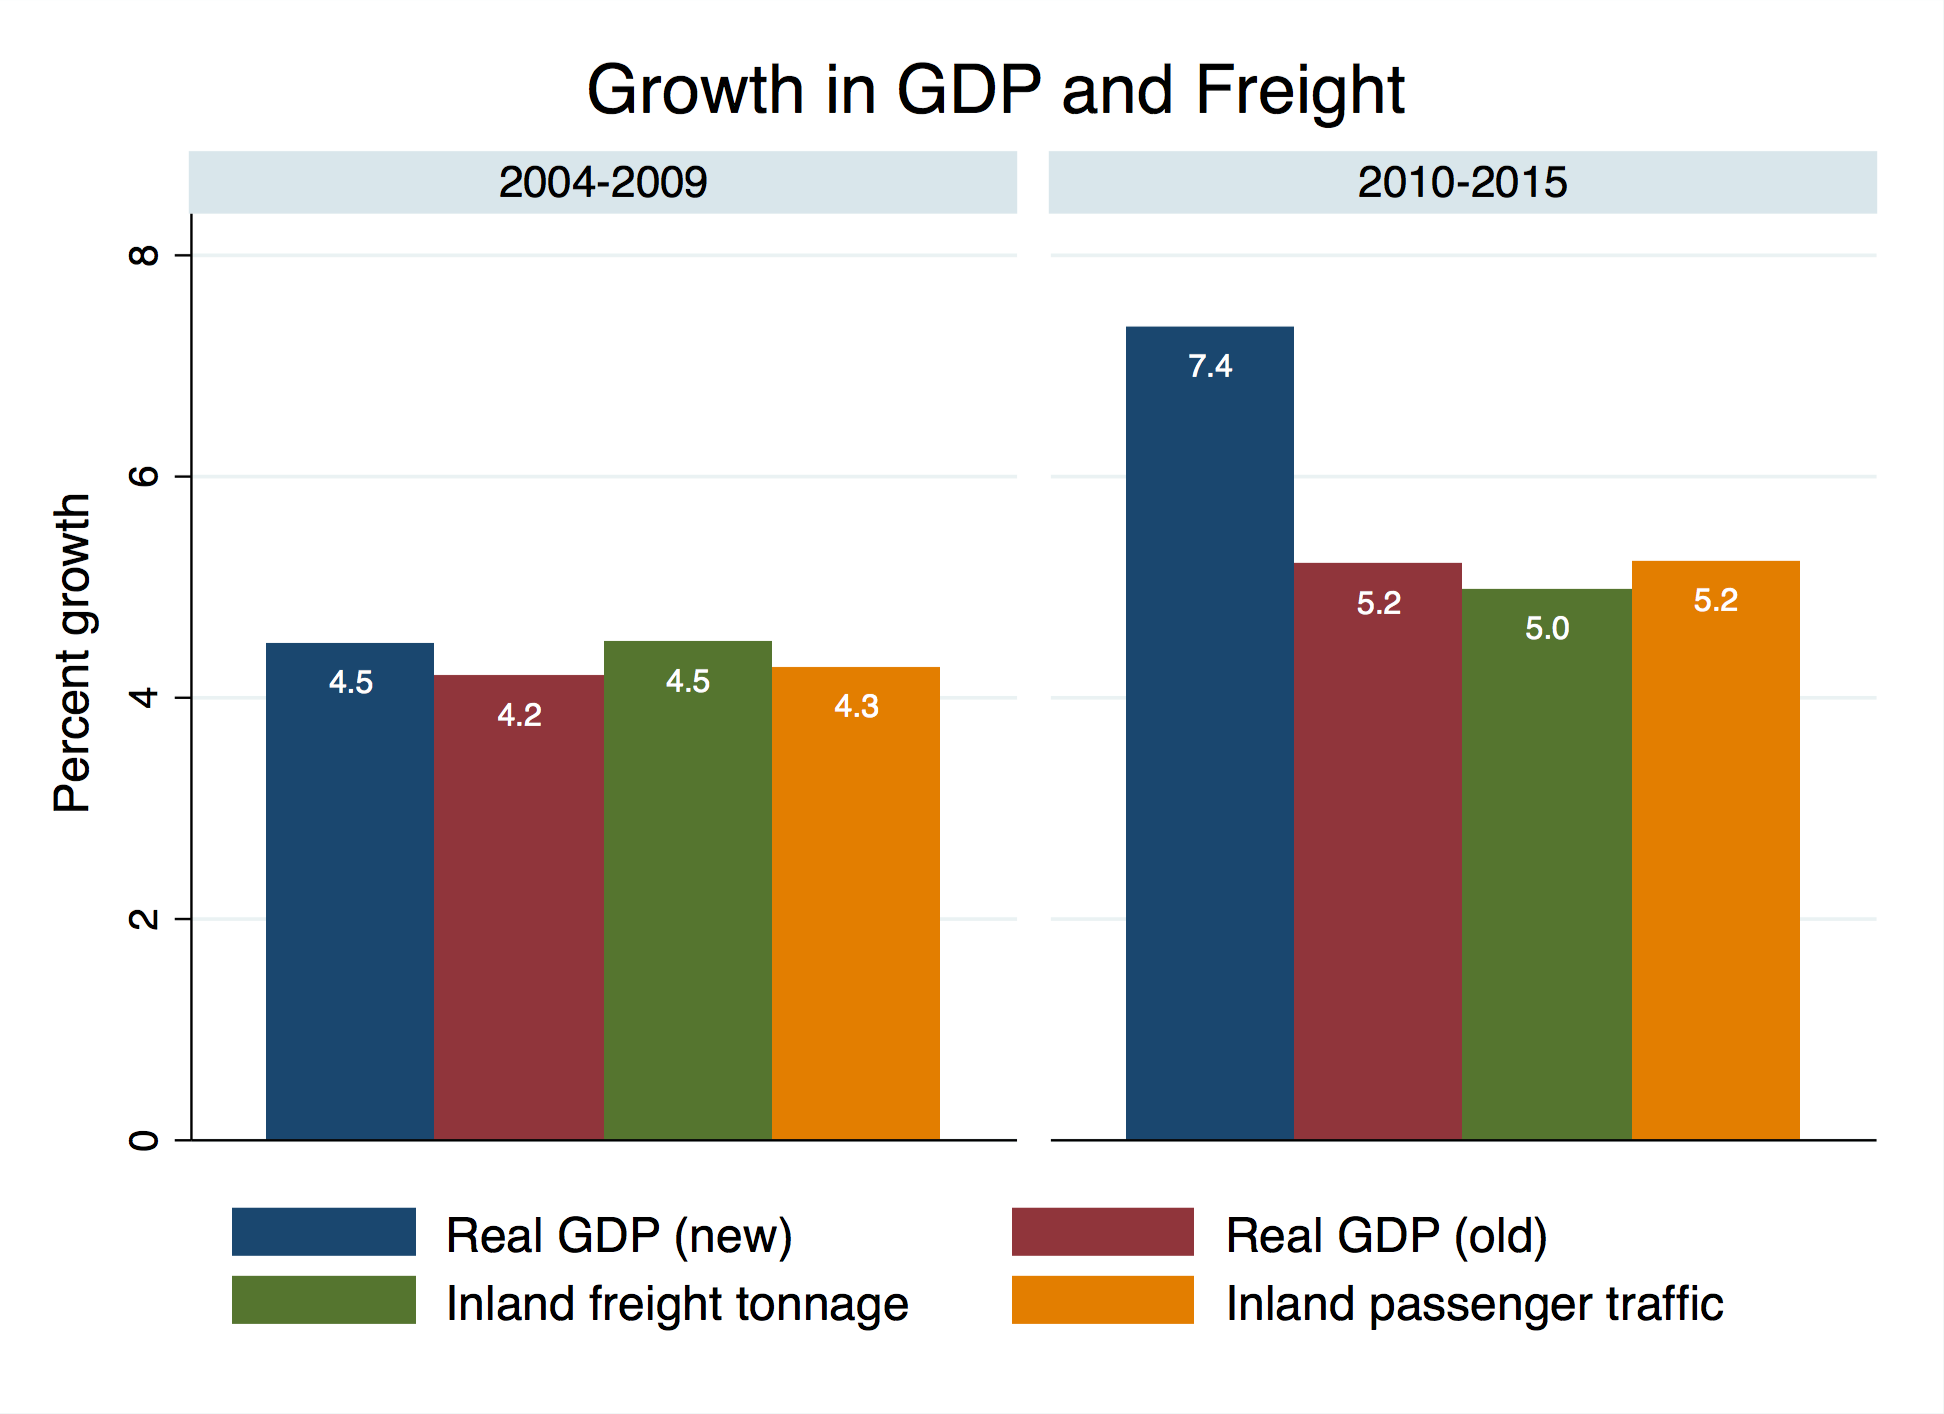 Growth in GDP and Freight
2004-2009
2010-2015
Percent growth
8
6
4
2
0
4.5
4.2
4.5
4.3
7.4
5.2
5.0
5.2
Real GDP (new)
Real GDP (old)
Inland freight tonnage
Inland passenger traffic